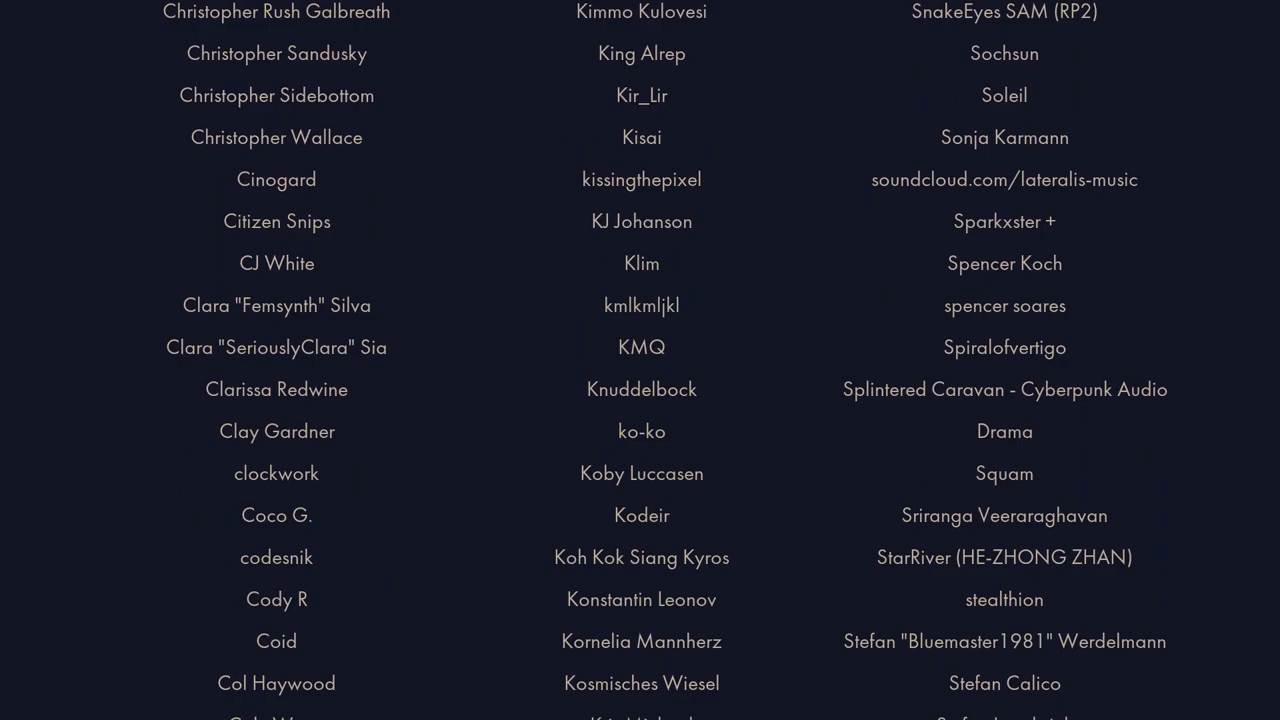 Christopher Rush Galbreath
Christopher Sandusky
Christopher Sidebottom
Christopher Wallace
Cinogard
Citizen Snips
CJ White
Clara "Femsynth" Silva
Clara "SeriouslyClara" Sia
Clarissa Redwine
Clay Gardner
clockwork
Coco G.
codesnik
Cody R
Coid
Col Haywood
Kimmo Kulovesi
King Alrep
Kir_Lir
Kisai
kissingthepixel
KJ Johanson
Klim
kmlkmljkl
KMQ
Knuddelbock
ko-ko
Koby Luccasen
Kodeir
Koh Kok Siang Kyros
Konstantin Leonov
Kornelia Mannherz
Kosmisches Wiesel
SnakeEyes SAM (RP2)
Sochsun
Soleil
Sonja Karmann
soundcloud.com/lateralis-music
Sparkxster +
Spencer Koch
spencer soares
Spiralofvertigo
Splintered Caravan - Cyberpunk Audio
Drama
Squam
Sriranga Veeraraghavan
StarRiver (HE-ZHONG ZHAN)
stealthion
Stefan "Bluemaster1981" Werdelmann
Stefan Calico